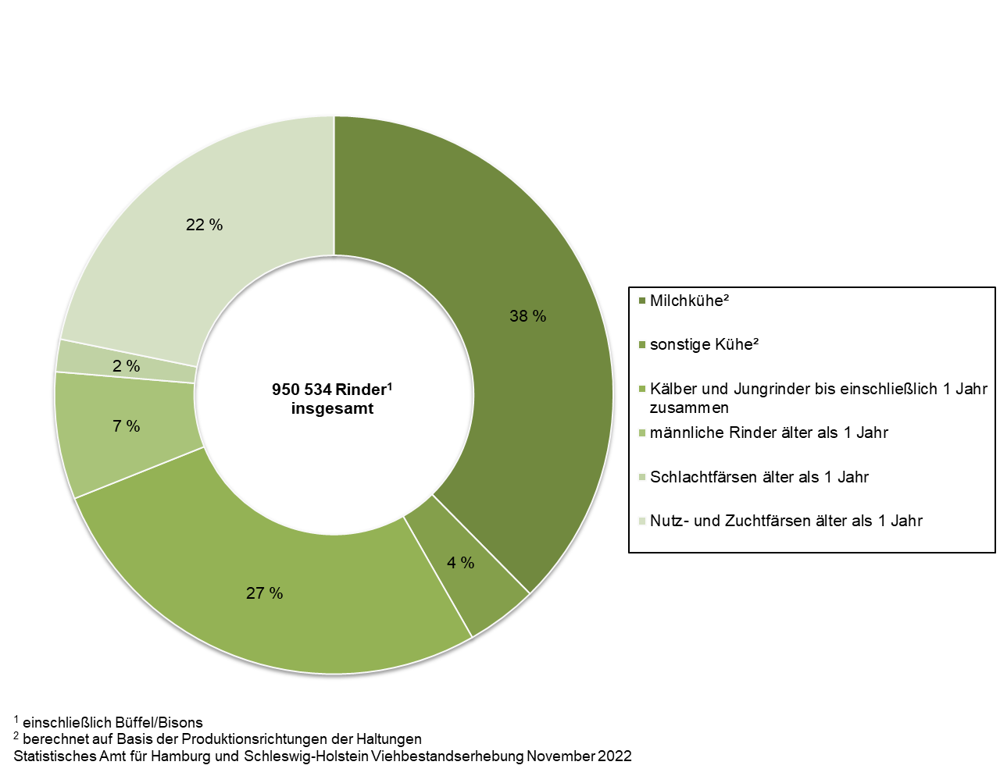 22 %
38 %
2 %
7 %
4 %
27 %
950 534 Rinder¹
insgesamt
Milchkühe²
sonstige Kühe²
Kälber und Jungrinder bis einschließlich 1 Jahr
zusammen
männliche Rinder älter als 1 Jahr
Schlachtfärsen älter als 1 Jahr
Nutz- und Zuchtfärsen älter als 1 Jahr
¹ einschließlich Büffel/Bisons
² berechnet auf Basis der Produktionsrichtungen der Haltungen
Statistisches Amt für Hamburg und Schleswig-Holstein Viehbestandserhebung November 2022